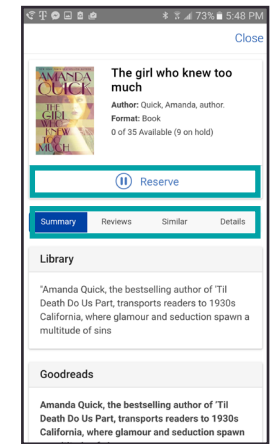 73% 5:48 PM
Close
AMANDA
QUICK
THE
GIRL
WHO
KNEW
TOO
MUCH
The girl who knew too
much
Author: Quick, Amanda, author.
Format: Book
0 of 35 Available (9 on hold)
Reserve
Summary Reviews Similar Details
Library
"Amanda Quick, the bestselling author of 'Til
Death Do Us Part, transports readers to 1930s
California, where glamour and seduction spawn a
multitude of sins
Goodreads
Amanda Quick, the bestselling author of 'Til
Death Do Us Part, transports readers to 1930s
California, where glamour and seduction spawn